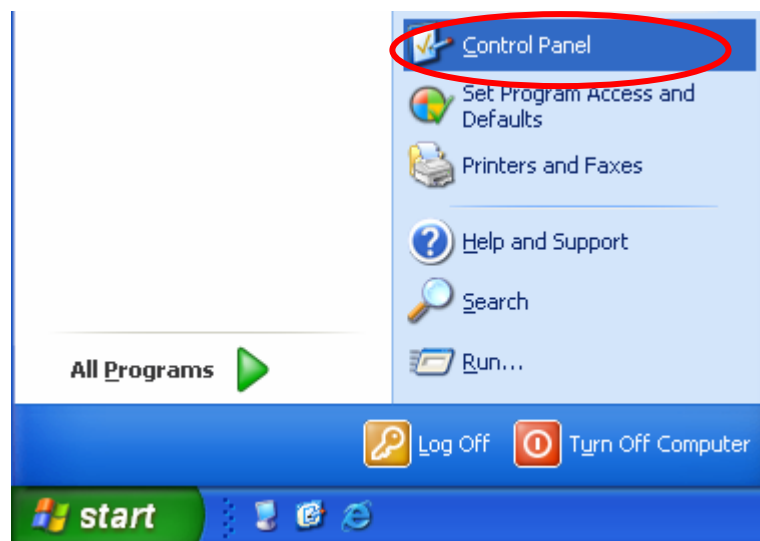 Control Panel
Set Program Access and
Defaults
Printers and Faxes
Help and Support
Search
All Programs
Run...
Log Off
Turn Off Computer
start